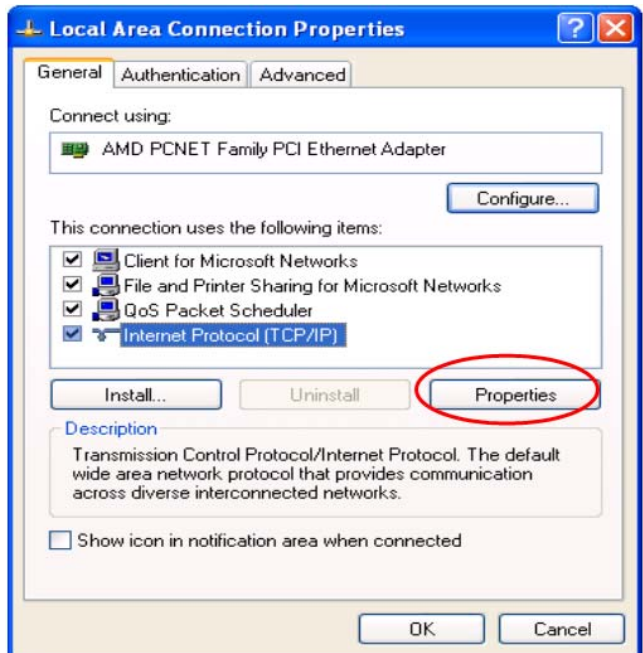 Local Area Connection Properties
General Authentication Advanced
Connect using:
AMD PCNET Family PCI Ethernet Adapter
Configure...
This connection uses the following items:
Client for Microsoft Networks
File and Printer Sharing for Microsoft Networks
QoS Packet Scheduler
Internet Protocol (TCP/IP)
Install... Uninstall Properties
Description
Transmission Control Protocol/Internet Protocol. The default
wide area network protocol that provides communication
across diverse interconnected networks.
Show icon in notification area when connected
OK Cancel